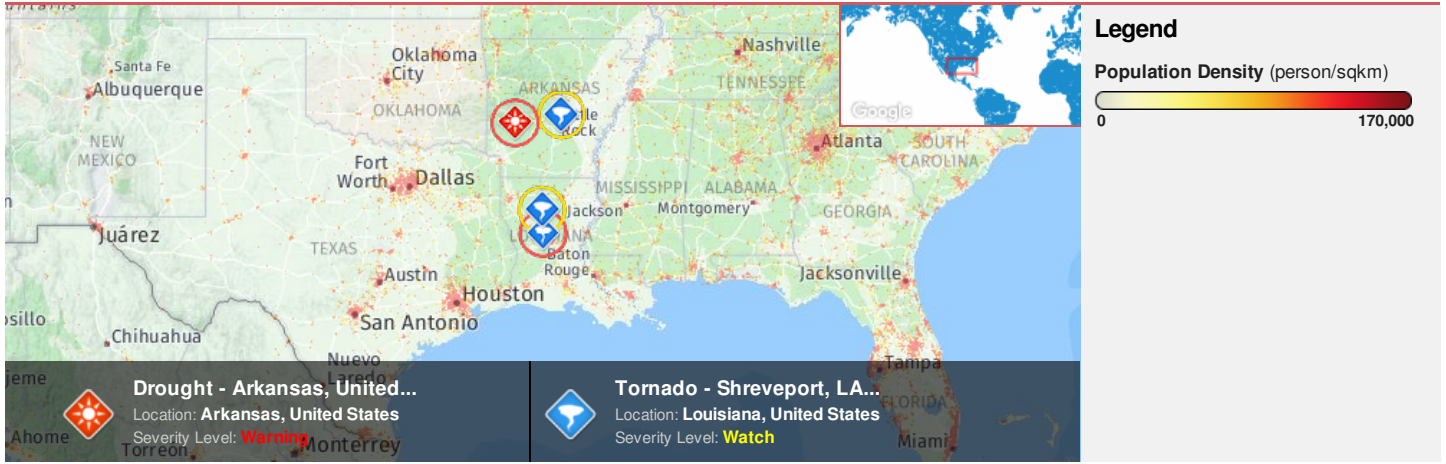 Oklahoma
City
Nashville
Santa Fe
Albuquerque
ARKANSAS
TENNESSEE
OKLAHOMA
Rock
Google
NEW
MEXICO
Atlanta
SOUTH
CAROLINA
Fort
Worth
Dallas
MISSISSIPPI
ALABAMA
Jackson
Montgomery
GEORGIA
Juárez
TEXAS
Baton
Rouge
Jacksonville
Austin
Houston
San Antonio
Chihuahua
Nuevo
Laredo
Tampa
FLORIDA
Ahome
Torreon
Monterrey
Miami
Drought - Arkansas, United...
Location: Arkansas, United States
Severity Level: Warning
Tornado - Shreveport, LA...
Location: Louisiana, United States
Severity Level: Watch
Legend
Population Density (person/sqkm)
0 170,000